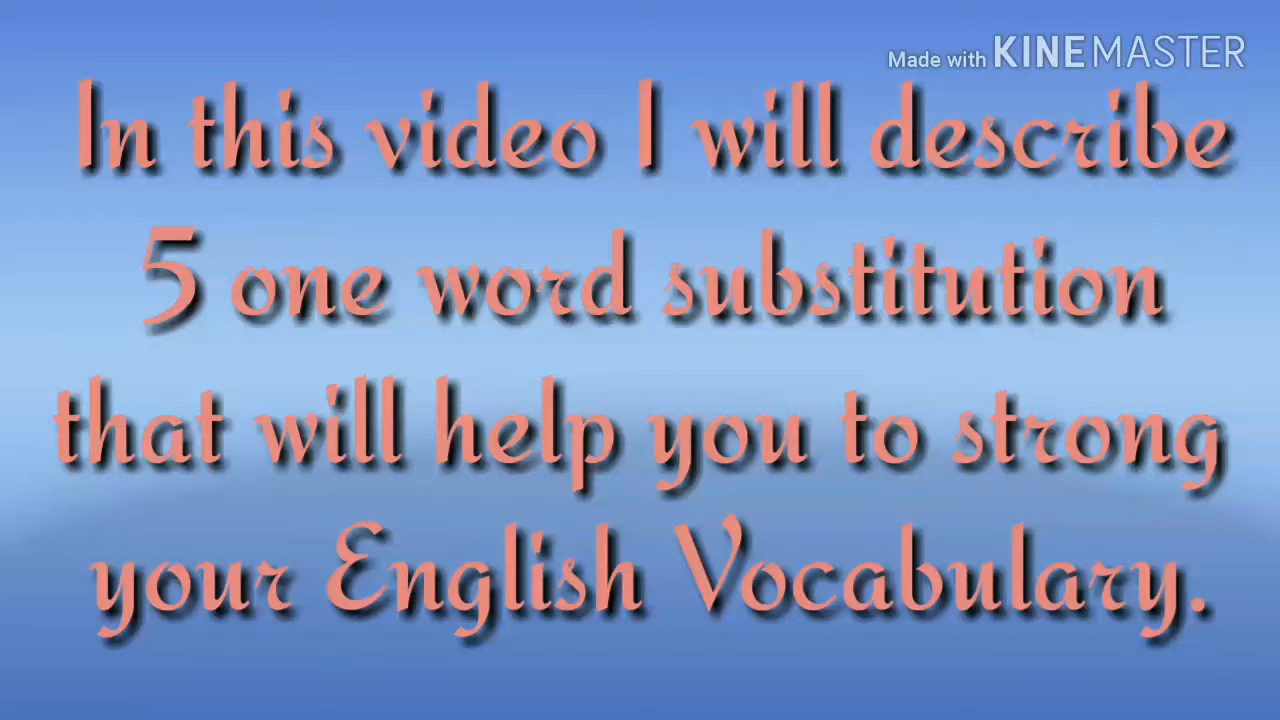 Made with KINEMASTER
In this video I will describe
5 one word substitution
that will help you to strong
your English Vocabulary.